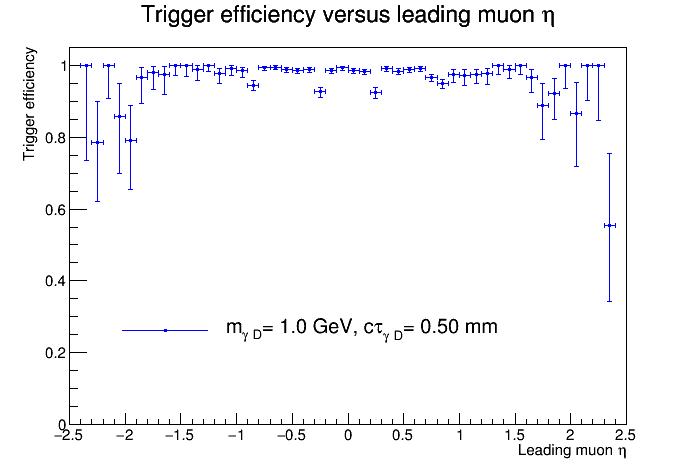 Trigger efficiency versus leading muon η
Trigger efficiency
1
0.8
0.6
0.4
0.2
0
m_γ D= 1.0 GeV, cτ_γ D= 0.50 mm
−2.5 −2 −1.5 −1 −0.5 0 0.5 1 1.5 2 2.5
Leading muon η